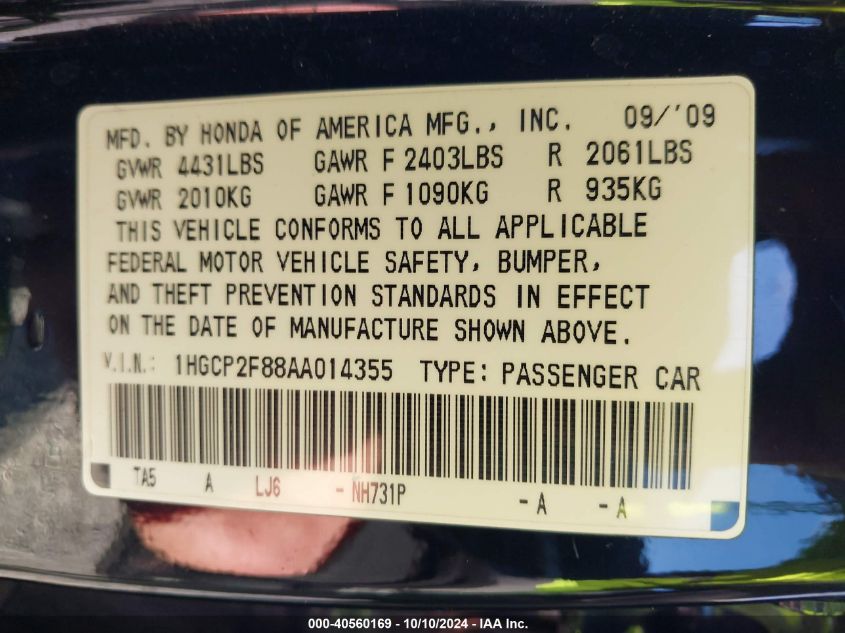 MFD. BY HONDA OF AMERICA MFG., INC. 09/'09
GVWR 4431LBS GAWR F 2403LBS R 2061LBS
GVWR 2010KG GAWR F 1090KG R 935KG
THIS VEHICLE CONFORMS TO ALL APPLICABLE
FEDERAL MOTOR VEHICLE SAFETY, BUMPER,
AND THEFT PREVENTION STANDARDS IN EFFECT
ON THE DATE OF MANUFACTURE SHOWN ABOVE.
V.I.N.: 1HGCP2F88AA014355 TYPE: PASSENGER CAR
TA5 A LJ6 - NH731P - A - A
000-40560169 - 10/10/2024 - IAA Inc.